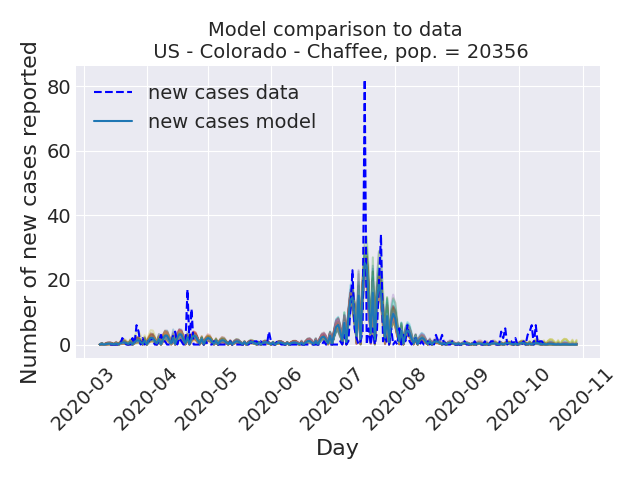 Model comparison to data
US - Colorado - Chaffee, pop. = 20356
Number of new cases reported
80
60
40
20
0
new cases data
new cases model
2020-03
2020-04
2020-05
2020-06
2020-07
2020-08
2020-09
2020-10
2020-11
Day